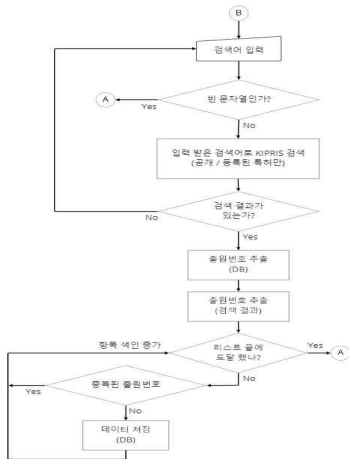 B
검색어 입력
빈 문자열인가?
A
Yes
No
입력 받은 검색어로 KIPRIS 검색
(공개 / 등록된 특허만)
검색 결과가
있는가?
No
Yes
출원번호 추출
(DB)
출원번호 추출
(검색 결과)
항목 색인 증가
리스트 끝에
도달 했나?
Yes
A
No
중복된 출원번호
Yes
No
데이터 저장
(DB)